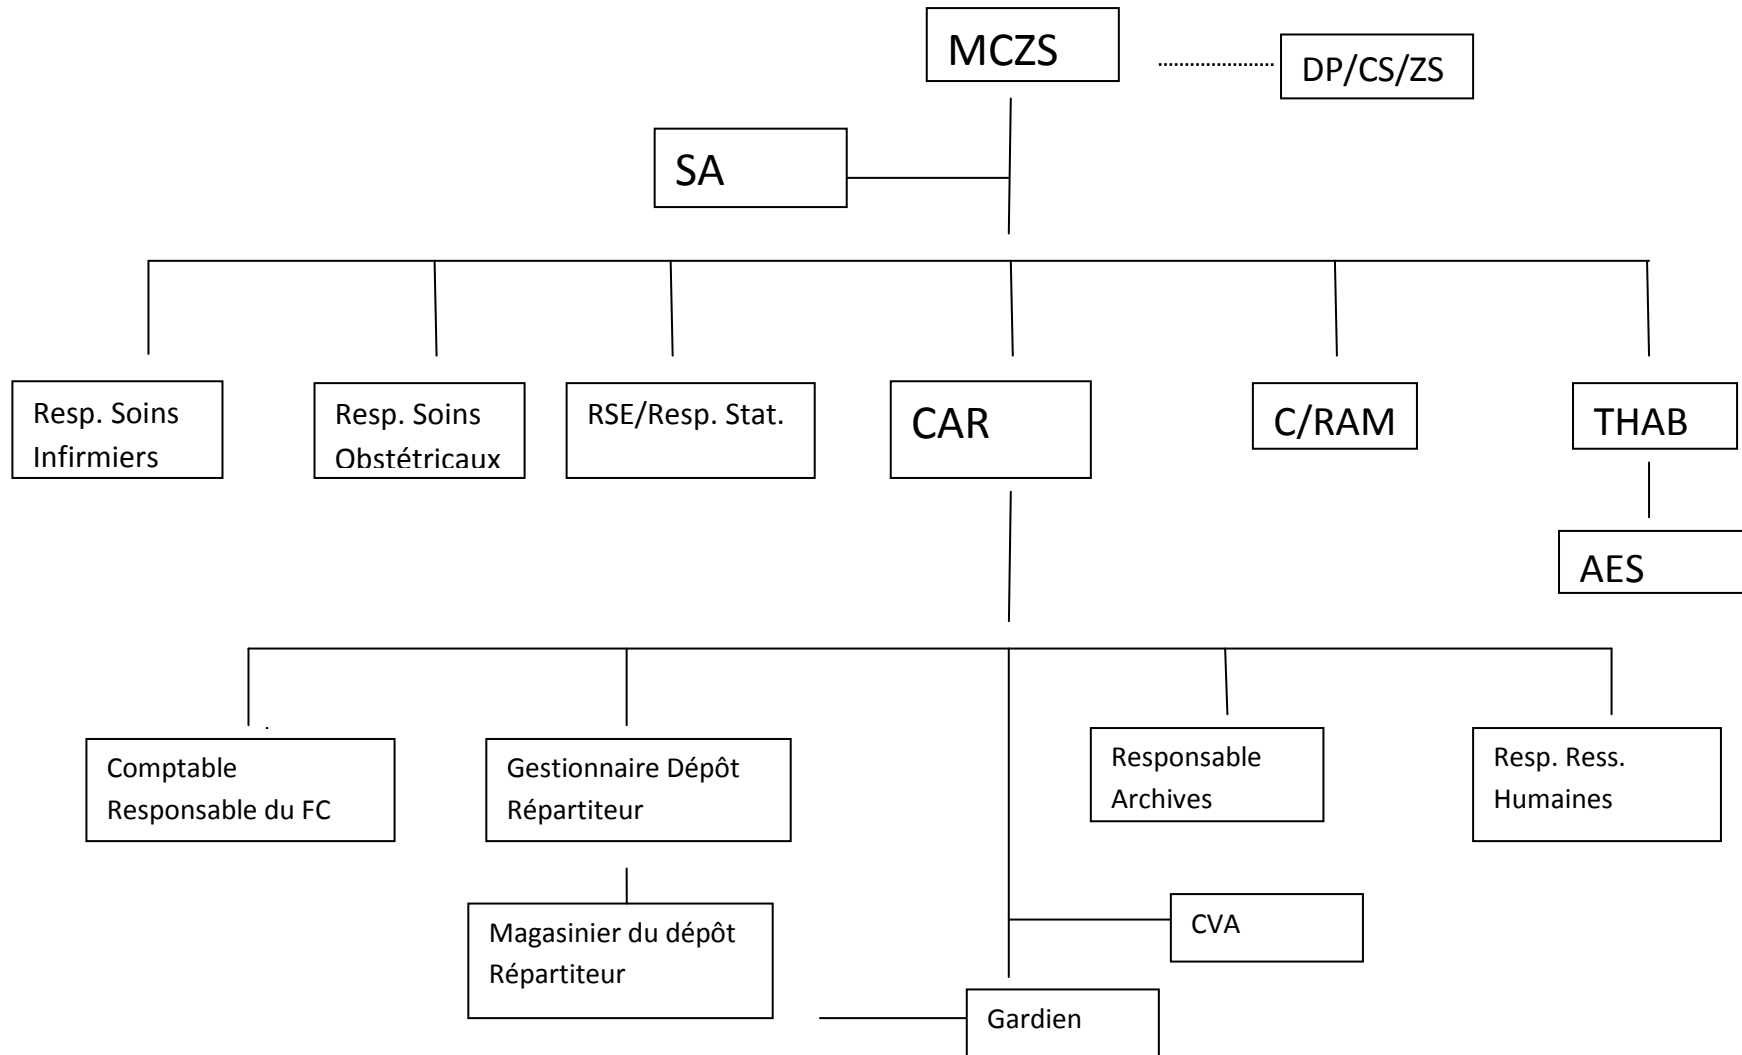 MCZS
DP/CS/ZS
SA
Resp. Soins
Infirmiers
Resp. Soins
Obstétricaux
RSE/Resp. Stat.
CAR
C/RAM
THAB
AES
Comptable
Responsable du FC
Gestionnaire Dépôt
Répartiteur
Responsable
Archives
Resp. Ress.
Humaines
Magasinier du dépôt
Répartiteur
CVA
Gardien